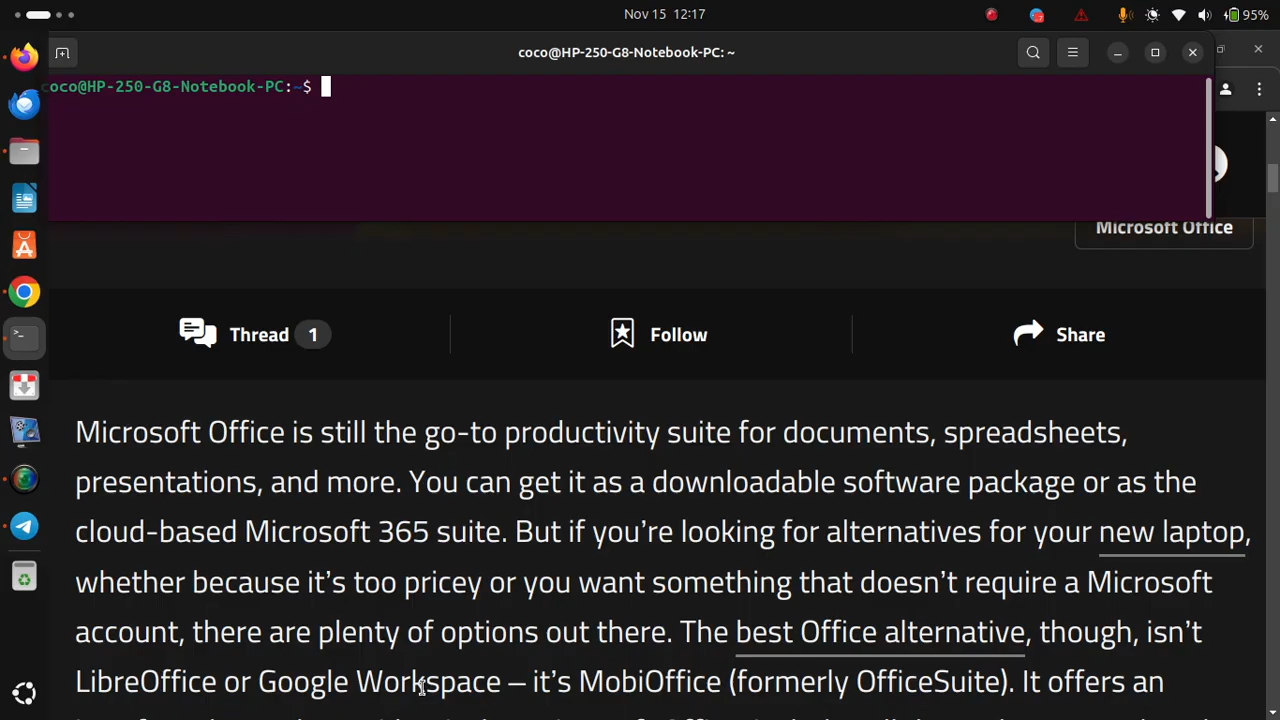 Nov 15 12:17
95%
coco@HP-250-G8-Notebook-PC: ~
coco@HP-250-G8-Notebook-PC:~$
Microsoft Office
Thread 1
Follow
Share
Microsoft Office is still the go-to productivity suite for documents, spreadsheets,
presentations, and more. You can get it as a downloadable software package or as the
cloud-based Microsoft 365 suite. But if you’re looking for alternatives for your new laptop,
whether because it’s too pricey or you want something that doesn’t require a Microsoft
account, there are plenty of options out there. The best Office alternative, though, isn’t
LibreOffice or Google Workspace – it’s MobiOffice (formerly OfficeSuite). It offers an